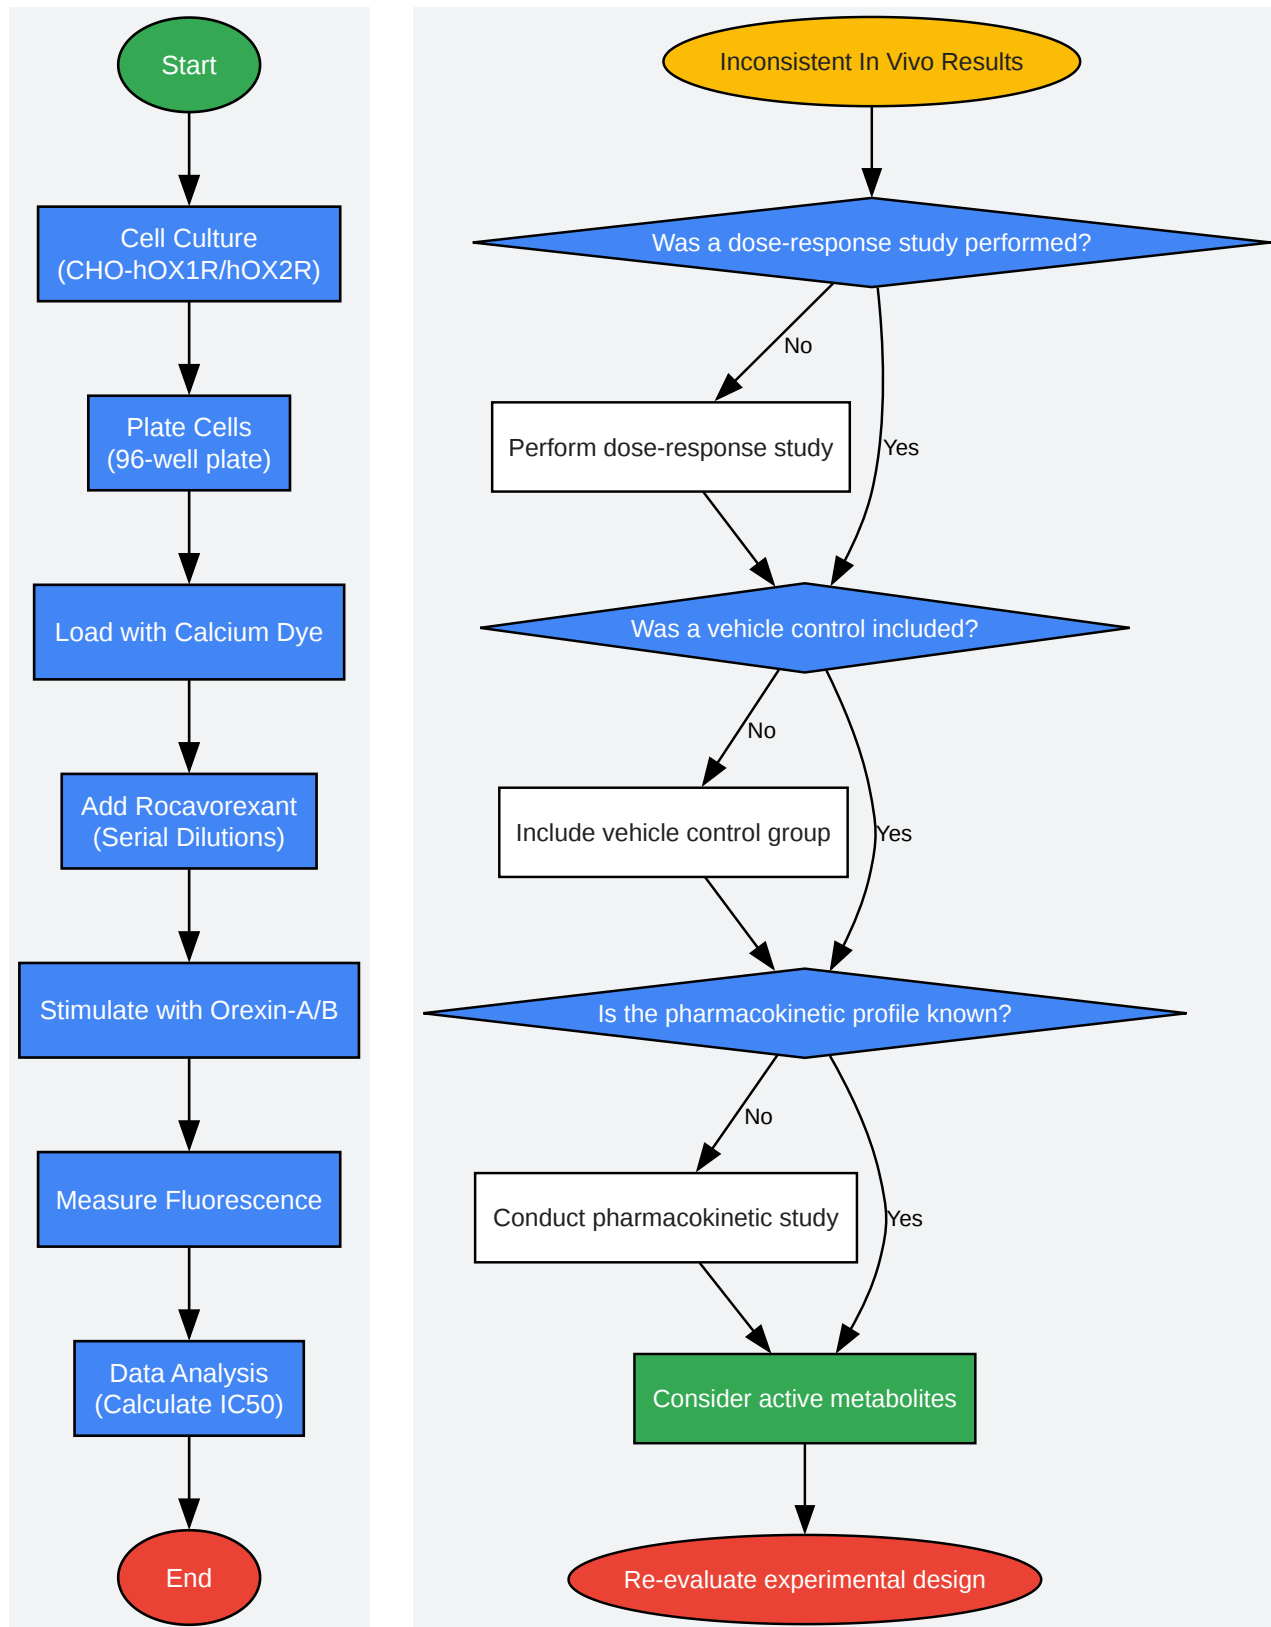 Start
Cell Culture
(CHO-hOX1R/hOX2R)
Plate Cells
(96-well plate)
Load with Calcium Dye
Add Rocavorexant
(Serial Dilutions)
Stimulate with Orexin-A/B
Measure Fluorescence
Data Analysis
(Calculate IC50)
End
Inconsistent In Vivo Results
Was a dose-response study performed?
No
Perform dose-response study
Yes
Was a vehicle control included?
No
Include vehicle control group
Yes
Is the pharmacokinetic profile known?
No
Conduct pharmacokinetic study
Yes
Consider active metabolites
Re-evaluate experimental design